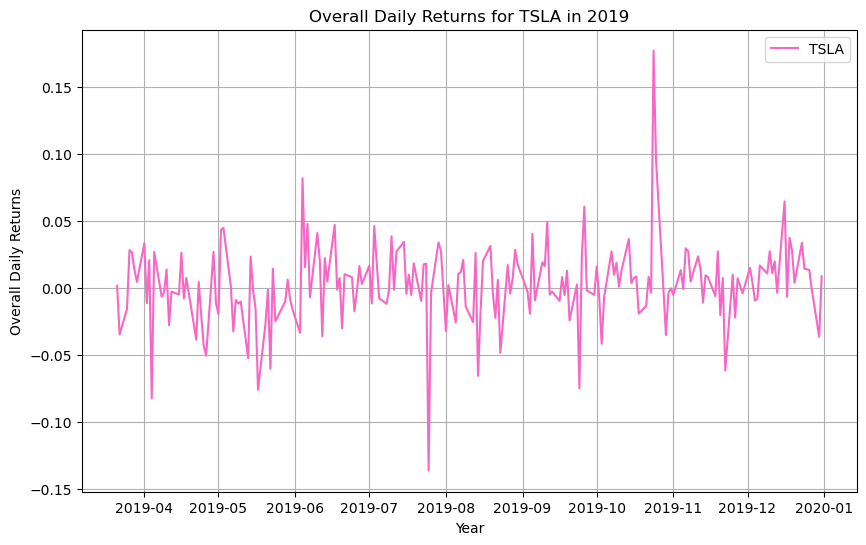 Overall Daily Returns for TSLA in 2019
TSLA
Overall Daily Returns
0.15
0.10
0.05
0.00
−0.05
−0.10
−0.15
2019-04 2019-05 2019-06 2019-07 2019-08 2019-09 2019-10 2019-11 2019-12 2020-01
Year